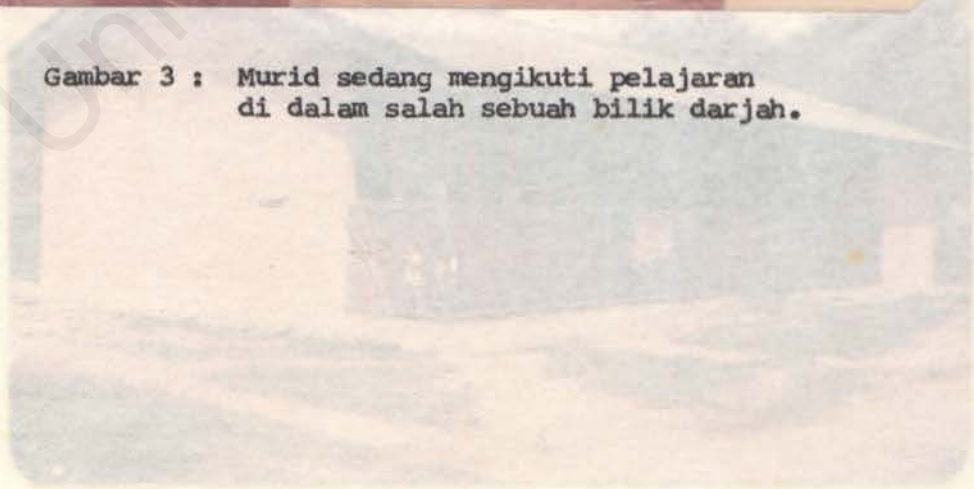 Gambar 3 : Murid sedang mengikuti pelajaran
di dalam salah sebuah bilik darjah.